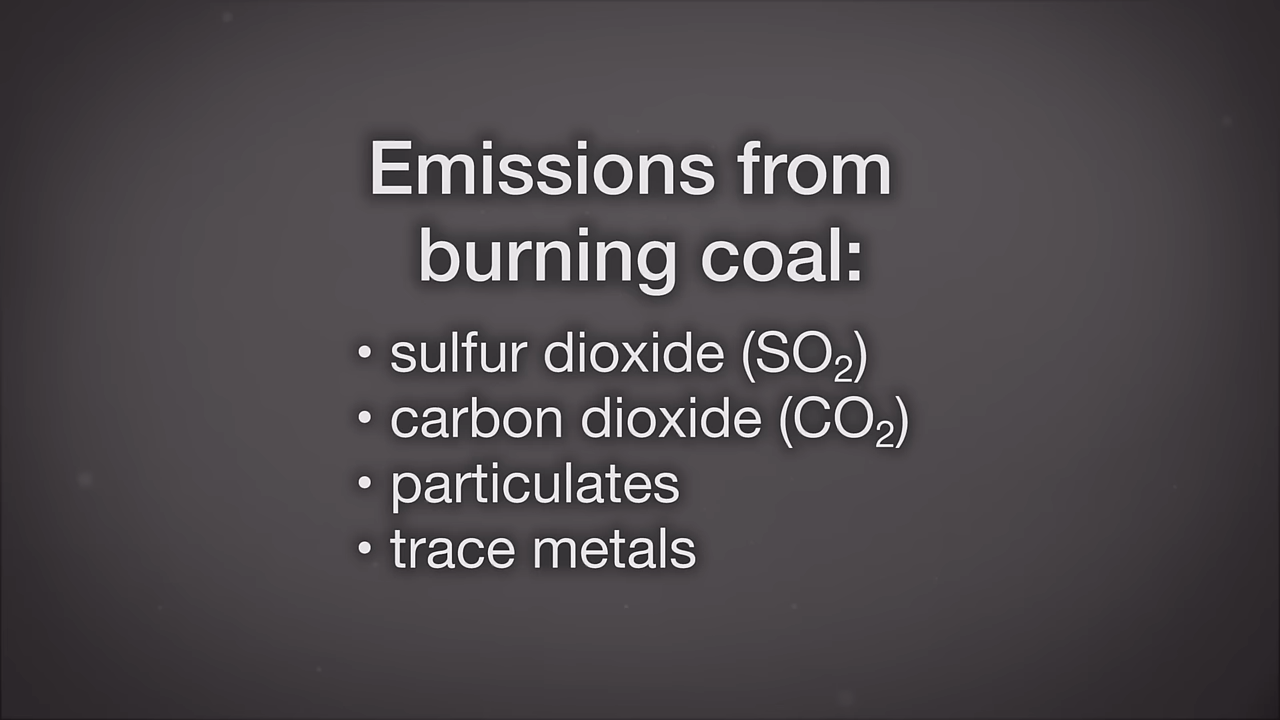 Emissions from
burning coal:
• sulfur dioxide (SO₂)
• carbon dioxide (CO₂)
• particulates
• trace metals